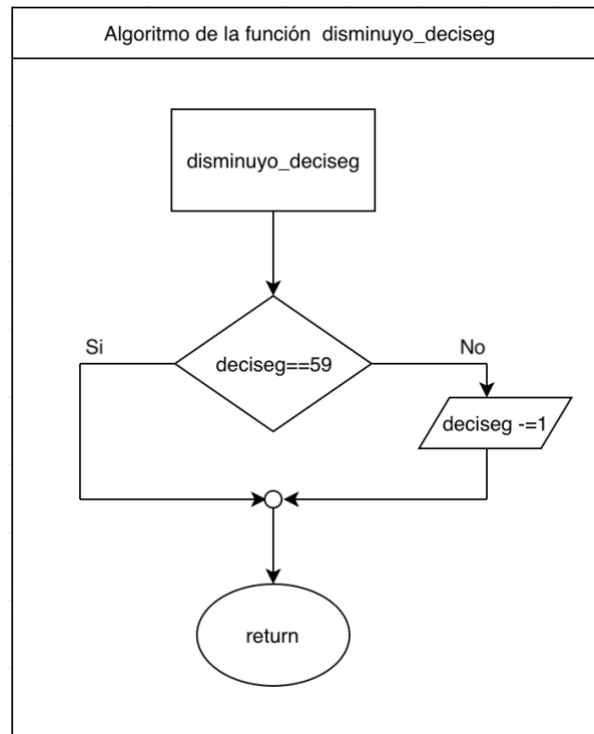 Algoritmo de la función disminuyo_deciseg
disminuyo_deciseg
Si
No
deciseg==59
deciseg -=1
return